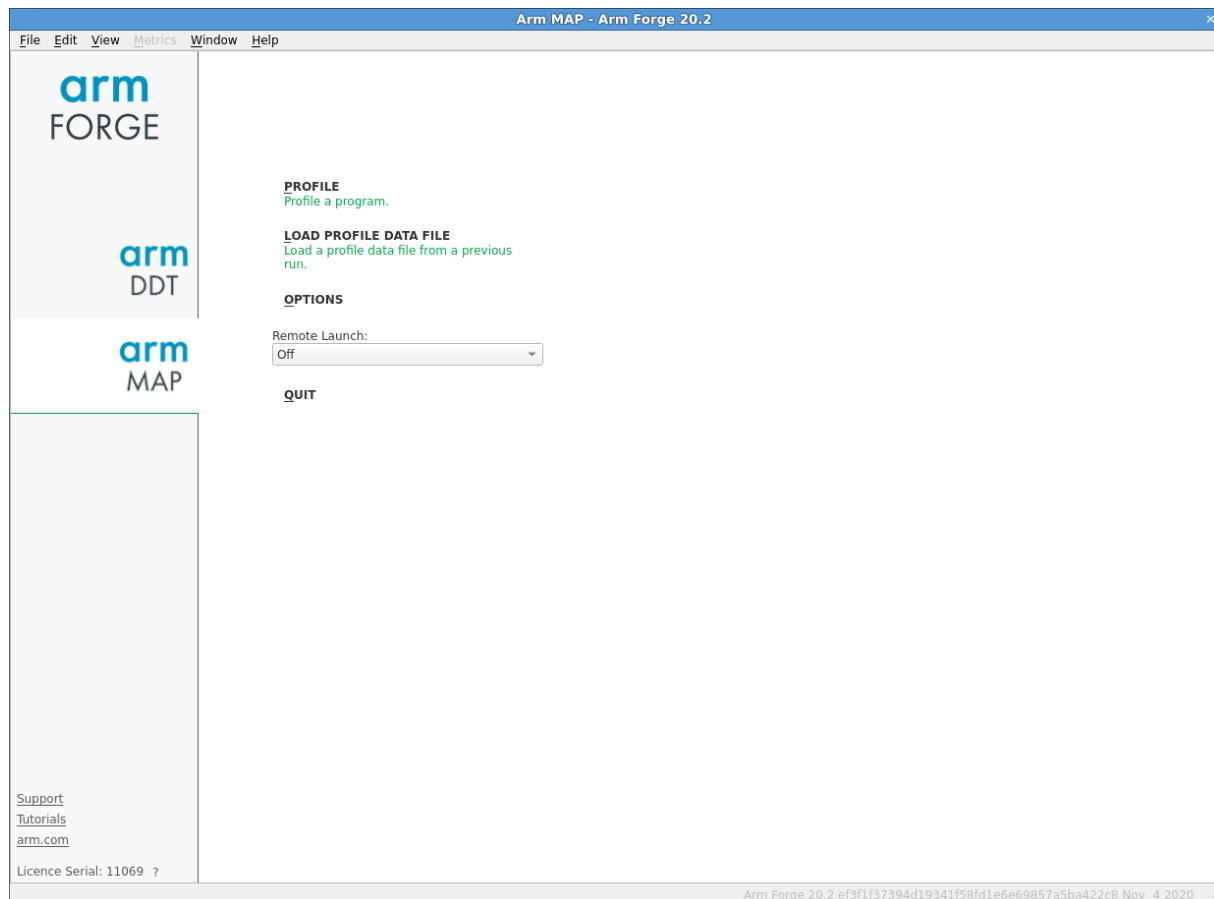 Arm MAP - Arm Forge 20.2
File Edit View Metrics Window Help
arm
FORGE
arm
DDT
arm
MAP
PROFILE
Profile a program.
LOAD PROFILE DATA FILE
Load a profile data file from a previous
run.
OPTIONS
Remote Launch:
Off
QUIT
Support
Tutorials
arm.com
Licence Serial: 11069 ?
Arm Forge 20.2 ef3f1f37394d19341f58fd1e6e69857a5ba422c8 Nov 4 2020